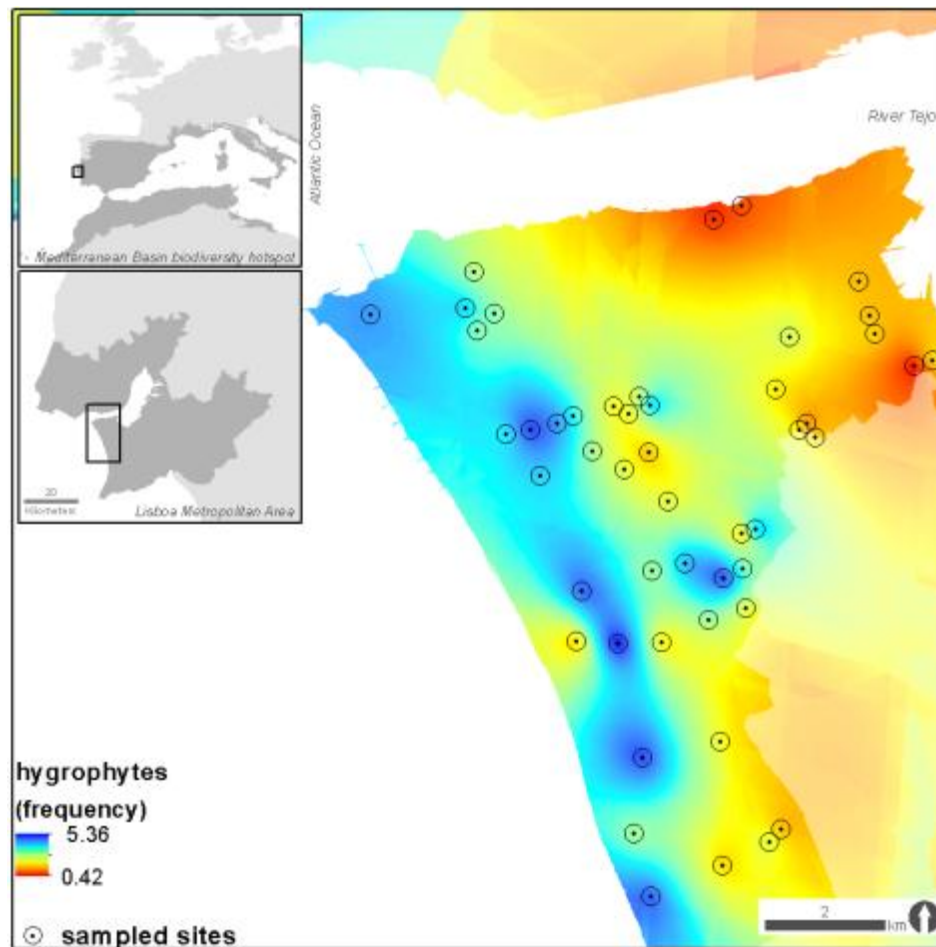 River Tejo
Atlantic Ocean
- Mediterranean Basin biodiversity hotspot
20
Kilometers
Lisboa Metropolitan Area
hygrophytes
(frequency)
5.36
0.42
sampled sites
2
km